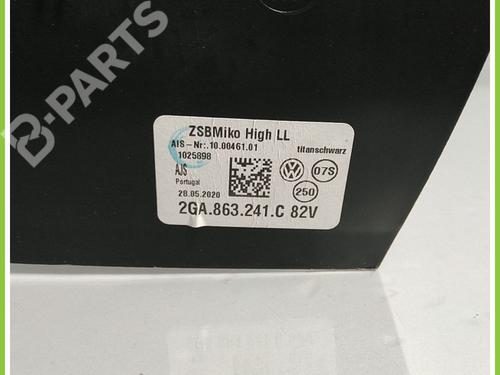 B-PARTS
ZSBMiko High LL
AIS-Nr:.10.00461.01
titanschwarz
1025898
AJS
Portugal
28.05.2020
07S
250
2GA.863.241.C 82V